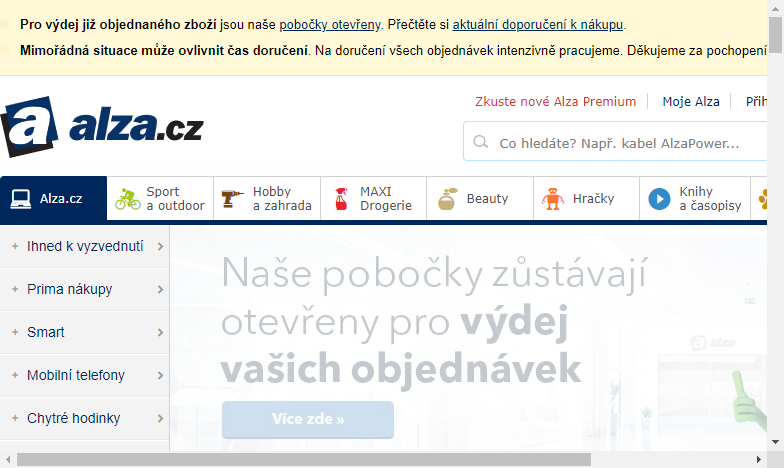 Pro výdej již objednaného zboží jsou naše pobočky otevřeny. Přečtěte si aktuální doporučení k nákupu.
Mimořádná situace může ovlivnit čas doručení. Na doručení všech objednávek intenzivně pracujeme. Děkujeme za pochopení
a alza.cz
Zkuste nové Alza Premium
Moje Alza
Přih
Co hledáte? Např. kabel AlzaPower...
Alza.cz
Sport
a outdoor
Hobby
a zahrada
MAXI
Drogerie
Beauty
Hračky
Knihy
a časopisy
+ Ihned k vyzvednutí
+ Prima nákupy
+ Smart
+ Mobilní telefony
+ Chytré hodinky
Naše pobočky zůstávají
otevřeny pro výdej
vašich objednávek
Více zde »
alza